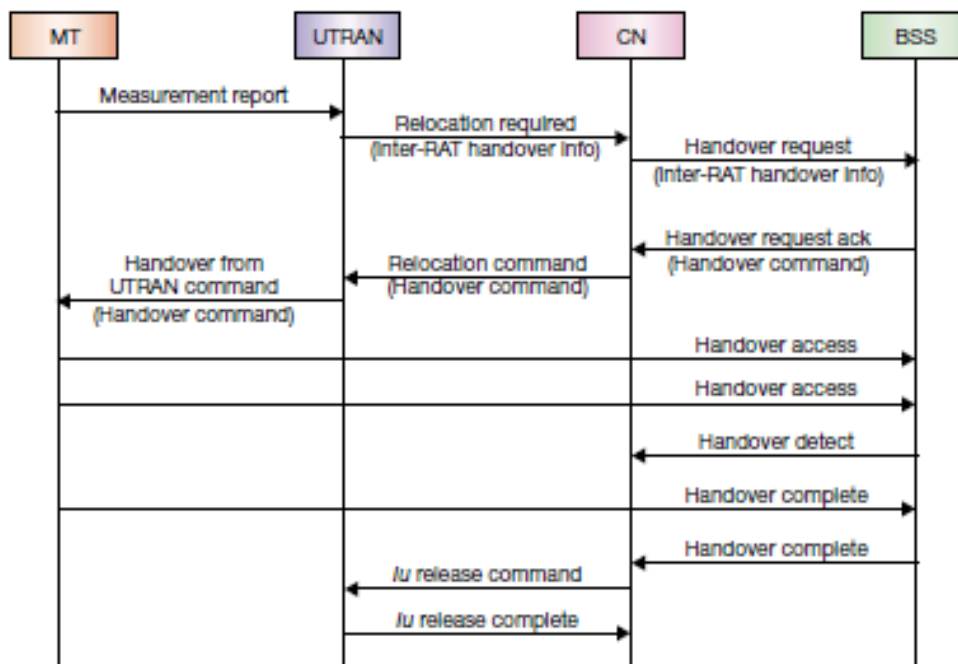 MT
UTRAN
CN
BSS
Measurement report
Relocation required
(Inter-RAT handover info)
Handover request
(Inter-RAT handover info)
Handover request ack
(Handover command)
Relocation command
(Handover command)
Handover from
UTRAN command
(Handover command)
Handover access
Handover access
Handover detect
Handover complete
Handover complete
Iu release command
Iu release complete